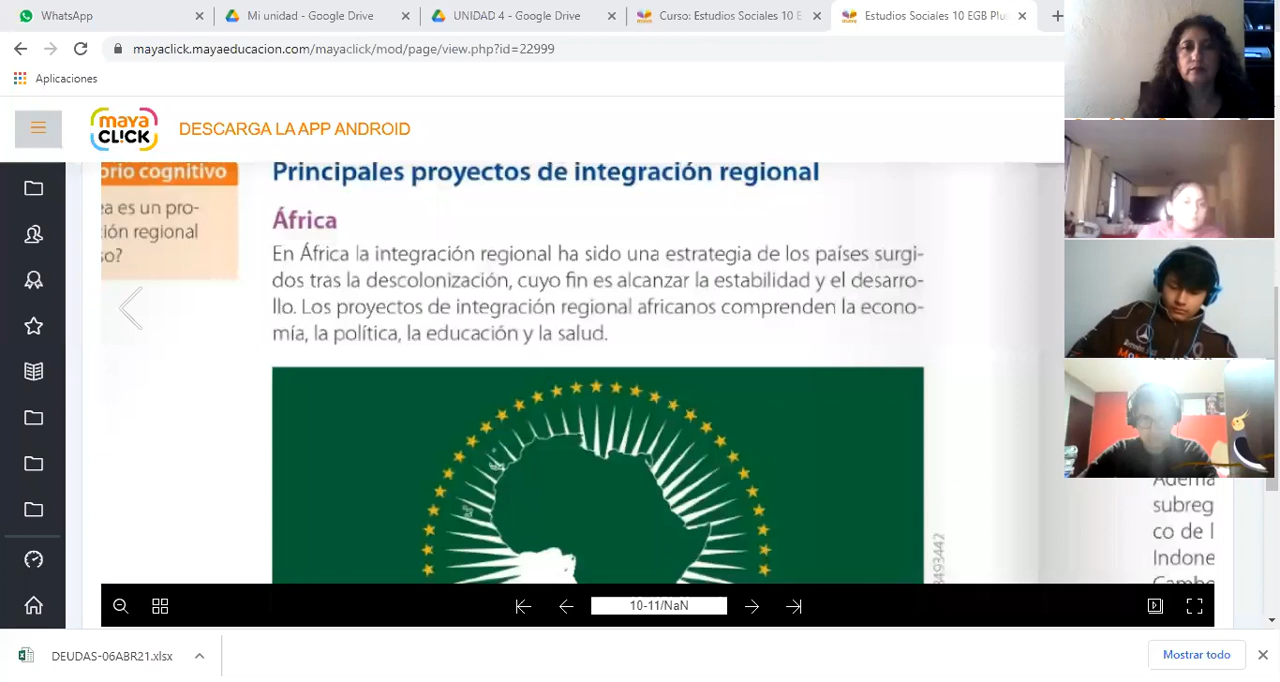 WhatsApp
Mi unidad - Google Drive
UNIDAD 4 - Google Drive
Curso: Estudios Sociales 10 E
Estudios Sociales 10 EGB Plu
mayaclick.mayaeducacion.com/mayaclick/mod/page/view.php?id=22999
Aplicaciones
maya CLICK
DESCARGA LA APP ANDROID
orio cognitivo
ea es un pro-
ción regional
so?
Principales proyectos de integración regional
África
En África la integración regional ha sido una estrategia de los países surgi-
dos tras la descolonización, cuyo fin es alcanzar la estabilidad y el desarro-
llo. Los proyectos de integración regional africanos comprenden la econo-
mía, la política, la educación y la salud.
8493442
Ademá
subreg
co de l
Indone
Cambo
10-11/NaN
DEUDAS-06ABR21.xlsx
Mostrar todo